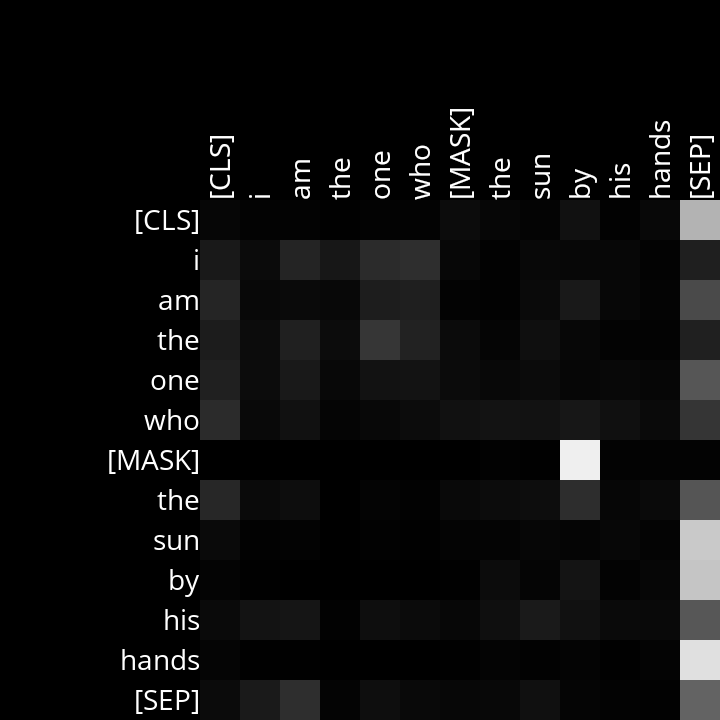 [CLS] i am the one who [MASK] the sun by his hands [SEP]
[CLS]
i
am
the
one
who
[MASK]
the
sun
by
his
hands
[SEP]